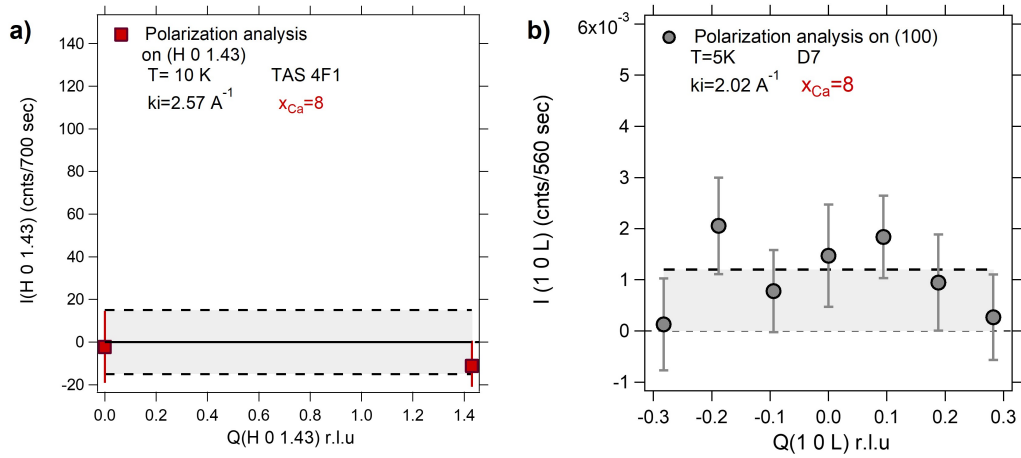 a)
Polarization analysis
on (H 0 1.43)
T= 10 K TAS 4F1
ki=2.57 A⁻¹ x_Ca=8
I(H 0 1.43) (cnts/700 sec)
140
120
100
80
60
40
20
0
-20
0.0 0.2 0.4 0.6 0.8 1.0 1.2 1.4
Q(H 0 1.43) r.l.u
b)
Polarization analysis on (100)
T=5K D7
ki=2.02 A⁻¹ x_Ca=8
I (1 0 L) (cnts/560 sec)
6x10⁻³
5
4
3
2
1
0
-1
-0.3 -0.2 -0.1 0.0 0.1 0.2 0.3
Q(1 0 L) r.l.u